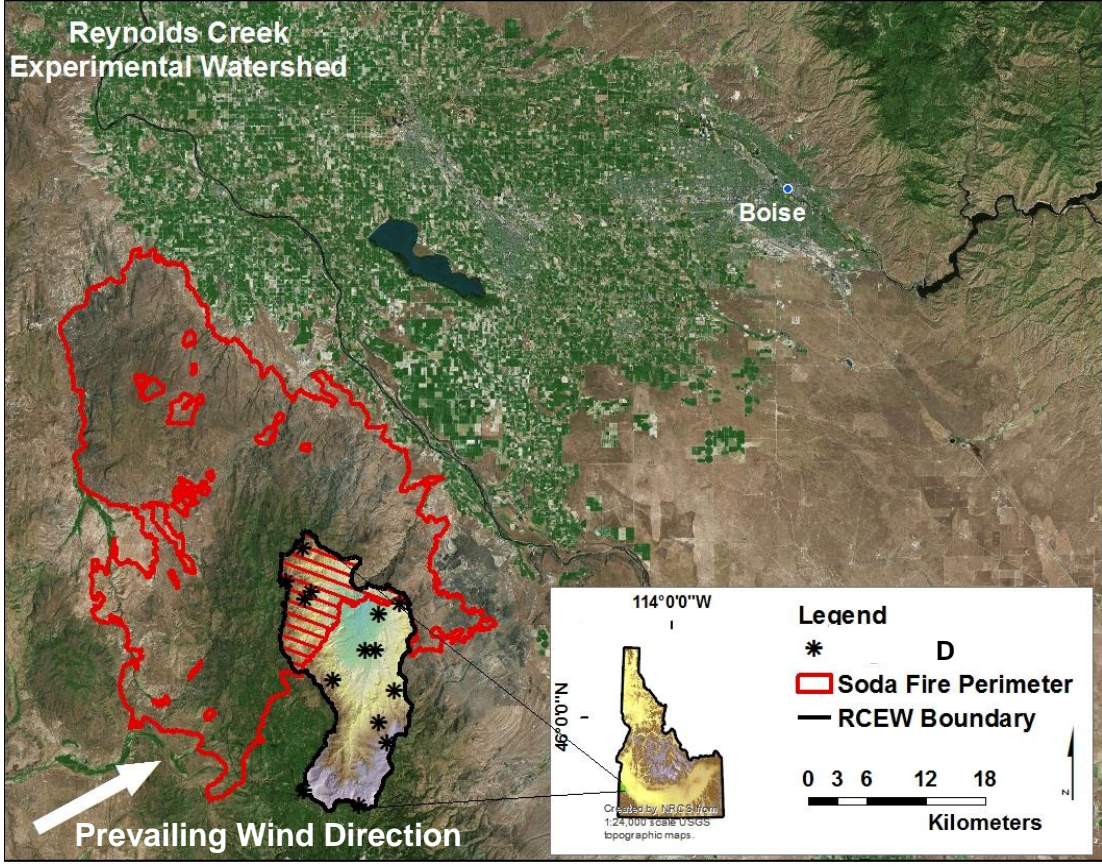 Reynolds Creek
Experimental Watershed
Boise
114°0'0"W
46°0'0"N
Legend
D
Soda Fire Perimeter
RCEW Boundary
0 3 6 12 18
Kilometers
N
Created by NRCS from
1:24,000 scale USGS
topographic maps.
Prevailing Wind Direction